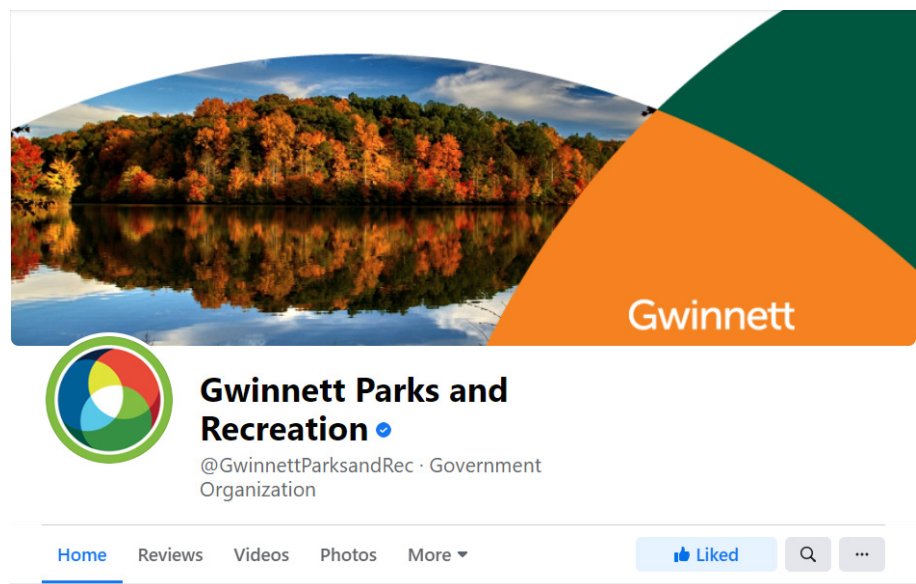 Gwinnett
Gwinnett Parks and
Recreation
@GwinnettParksandRec · Government
Organization
Home Reviews Videos Photos More Liked